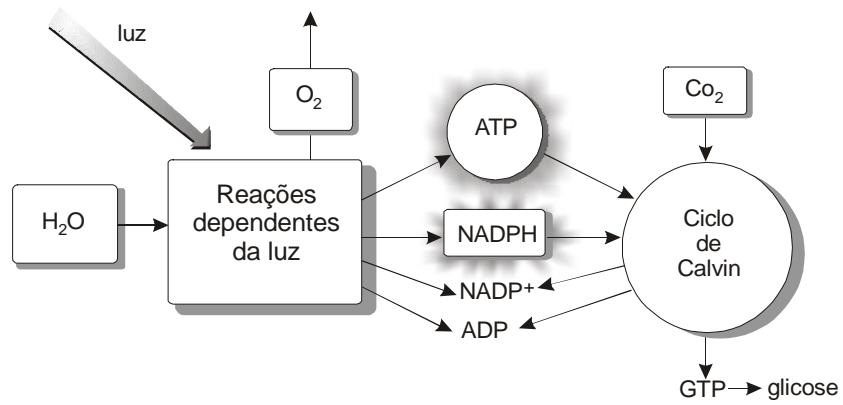 luz
O₂
Co₂
ATP
H₂O
Reações
dependentes
da luz
NADPH
NADP⁺
ADP
Ciclo
de
Calvin
GTP
glicose